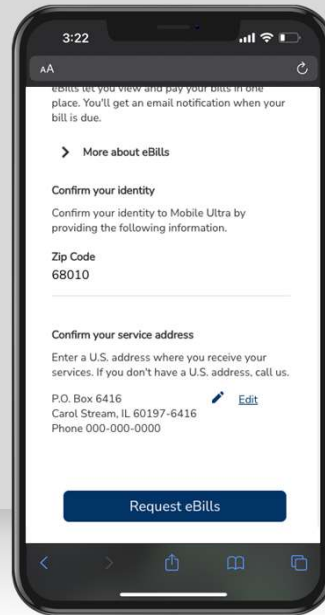 3:22
AA
eBills let you view and pay your bills in one
place. You'll get an email notification when your
bill is due.
More about eBills
Confirm your identity
Confirm your identity to Mobile Ultra by
providing the following information.
Zip Code
68010
Confirm your service address
Enter a U.S. address where you receive your
services. If you don't have a U.S. address, call us.
P.O. Box 6416
Edit
Carol Stream, IL 60197-6416
Phone 000-000-0000
Request eBills